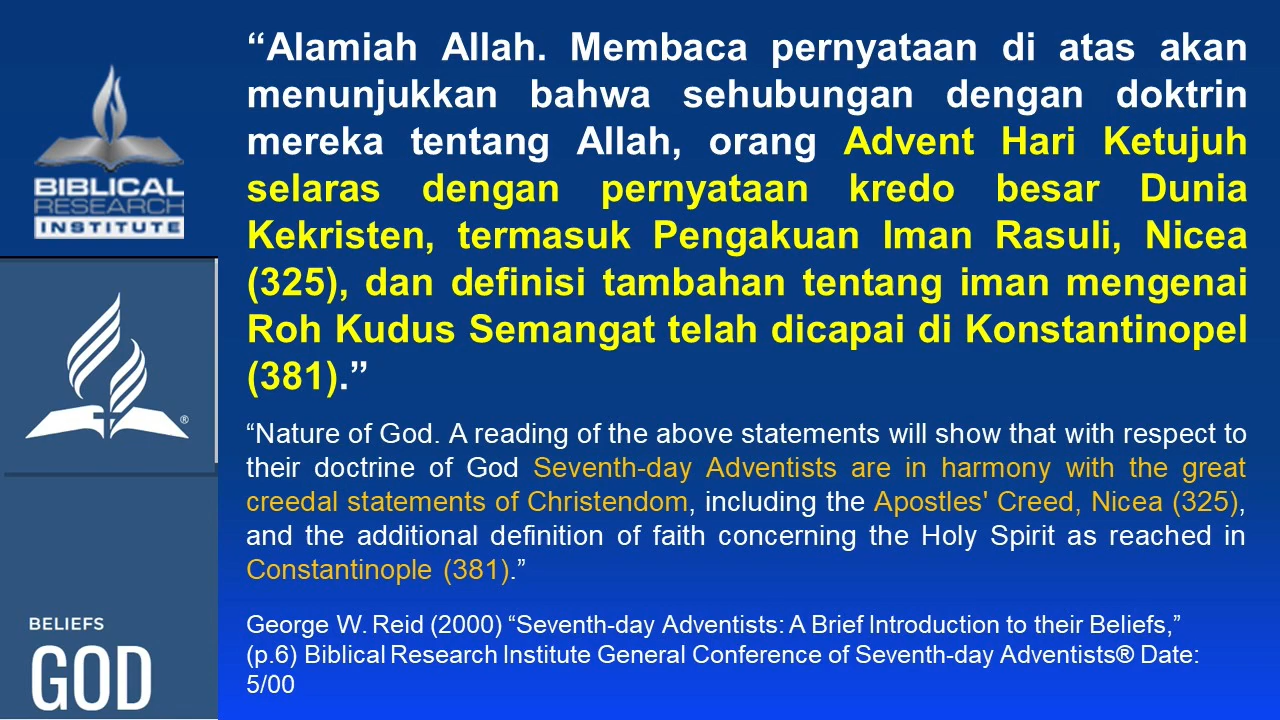 “Alamiah Allah. Membaca pernyataan di atas akan
menunjukkan bahwa sehubungan dengan doktrin
mereka tentang Allah, orang Advent Hari Ketujuh
selaras dengan pernyataan kredo besar Dunia
Kekristen, termasuk Pengakuan Iman Rasuli, Nicea
(325), dan definisi tambahan tentang iman mengenai
Roh Kudus Semangat telah dicapai di Konstantinopel
(381).”
“Nature of God. A reading of the above statements will show that with respect to
their doctrine of God Seventh-day Adventists are in harmony with the great
creedal statements of Christendom, including the Apostles' Creed, Nicea (325),
and the additional definition of faith concerning the Holy Spirit as reached in
Constantinople (381).”
George W. Reid (2000) “Seventh-day Adventists: A Brief Introduction to their Beliefs,”
(p.6) Biblical Research Institute General Conference of Seventh-day Adventists® Date:
5/00
BIBLICAL
RESEARCH
INSTITUTE
®
BELIEFS
GOD